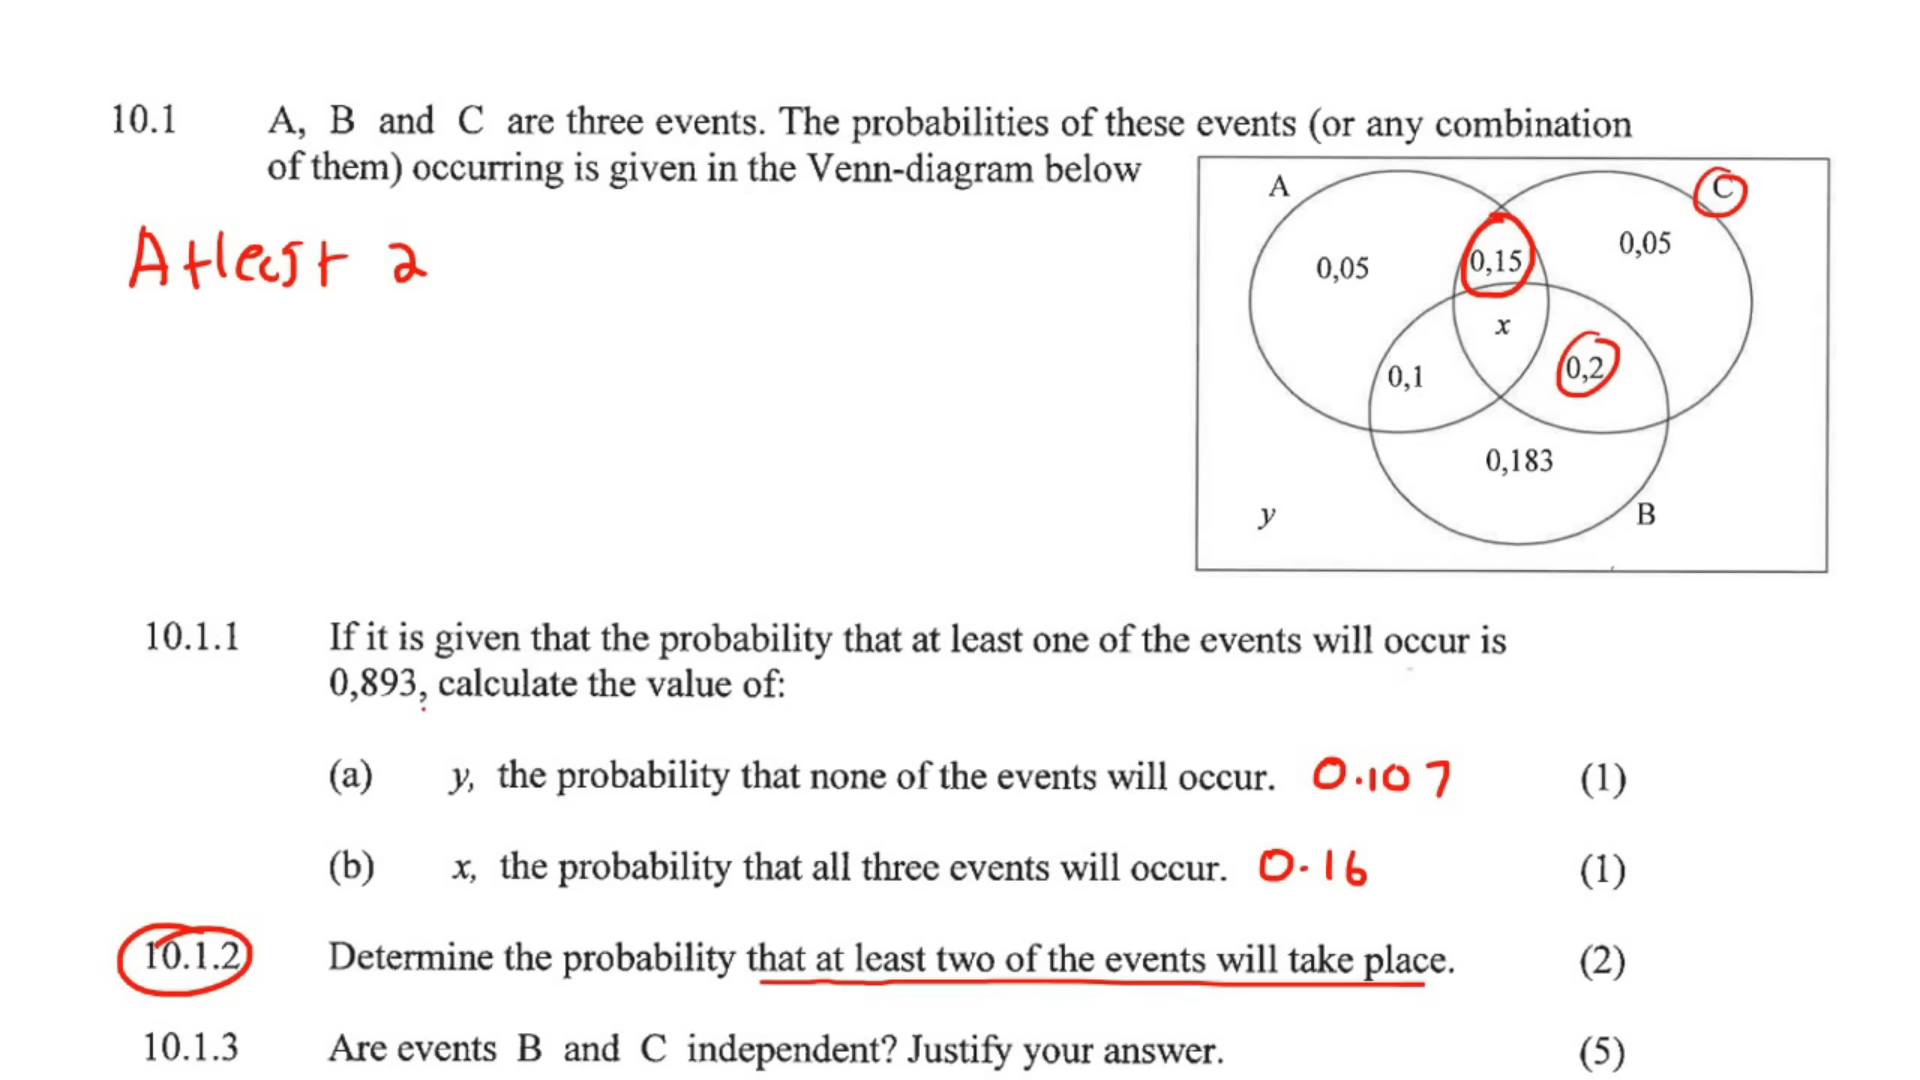 10.1 A, B and C are three events. The probabilities of these events (or any combination
of them) occurring is given in the Venn-diagram below
Atleast 2
A
C
0,05
0,15
0,05
x
0,1
0,2
0,183
y
B
10.1.1 If it is given that the probability that at least one of the events will occur is
0,893, calculate the value of:
(a) y, the probability that none of the events will occur. 0.107 (1)
(b) x, the probability that all three events will occur. 0.16 (1)
10.1.2 Determine the probability that at least two of the events will take place. (2)
10.1.3 Are events B and C independent? Justify your answer. (5)